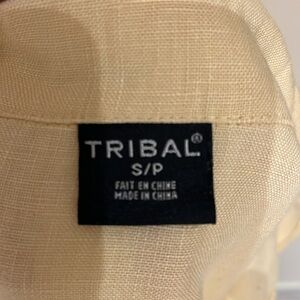 TRIBAL®
S/P
FAIT EN CHINE
MADE IN CHINA